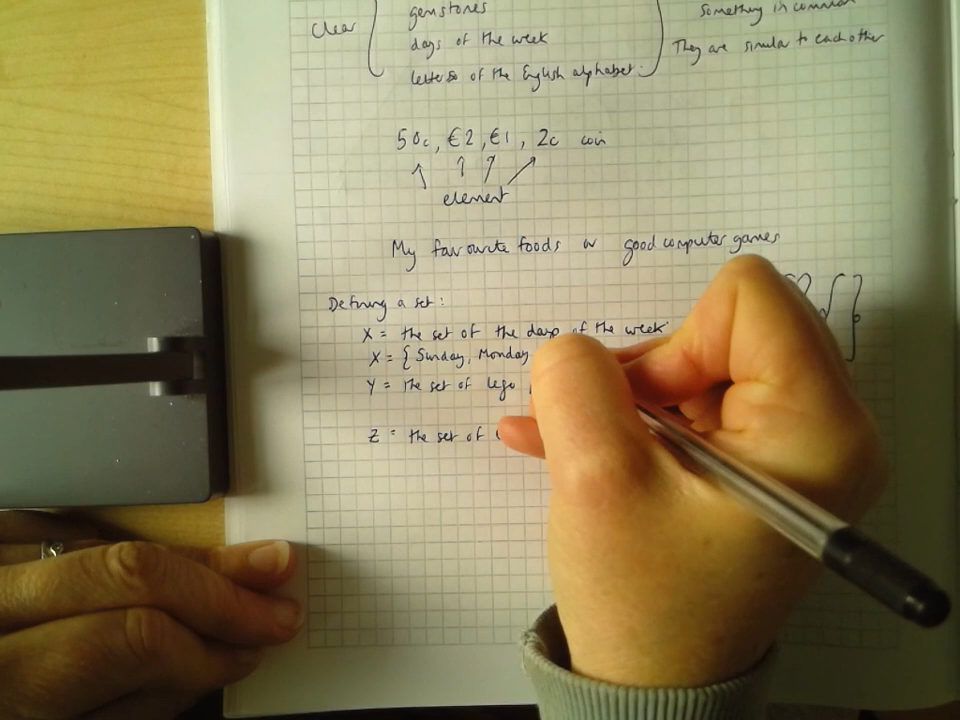 gemstones
Something in common
Clear
days of the week
They are similar to each other
letters of the English alphabet.
50c, €2, €1, 2c coin
element
My favourite foods or good computer games
Defining a set:
X = the set of the days of the week
X = { Sunday, Monday
Y = the set of lego
Z = the set of